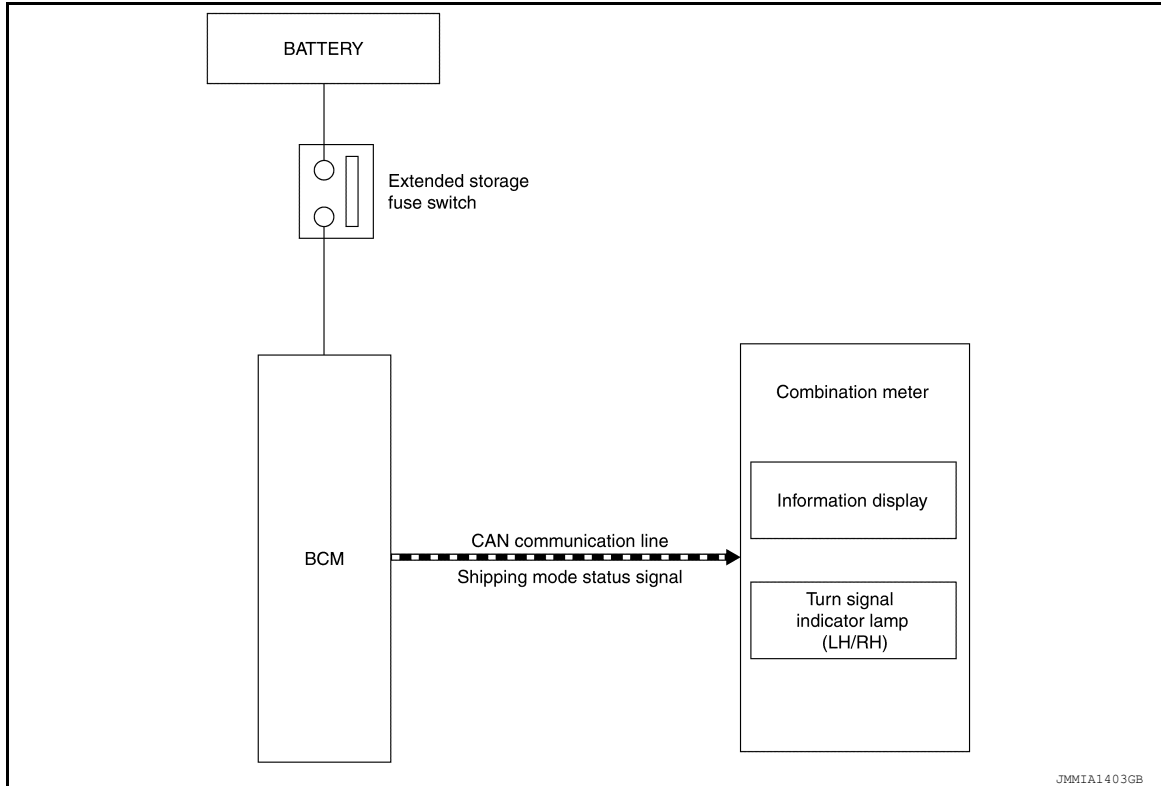 BATTERY
Extended storage
fuse switch
Combination meter
Information display
CAN communication line
BCM
Shipping mode status signal
Turn signal
indicator lamp
(LH/RH)
JMMIA1403GB